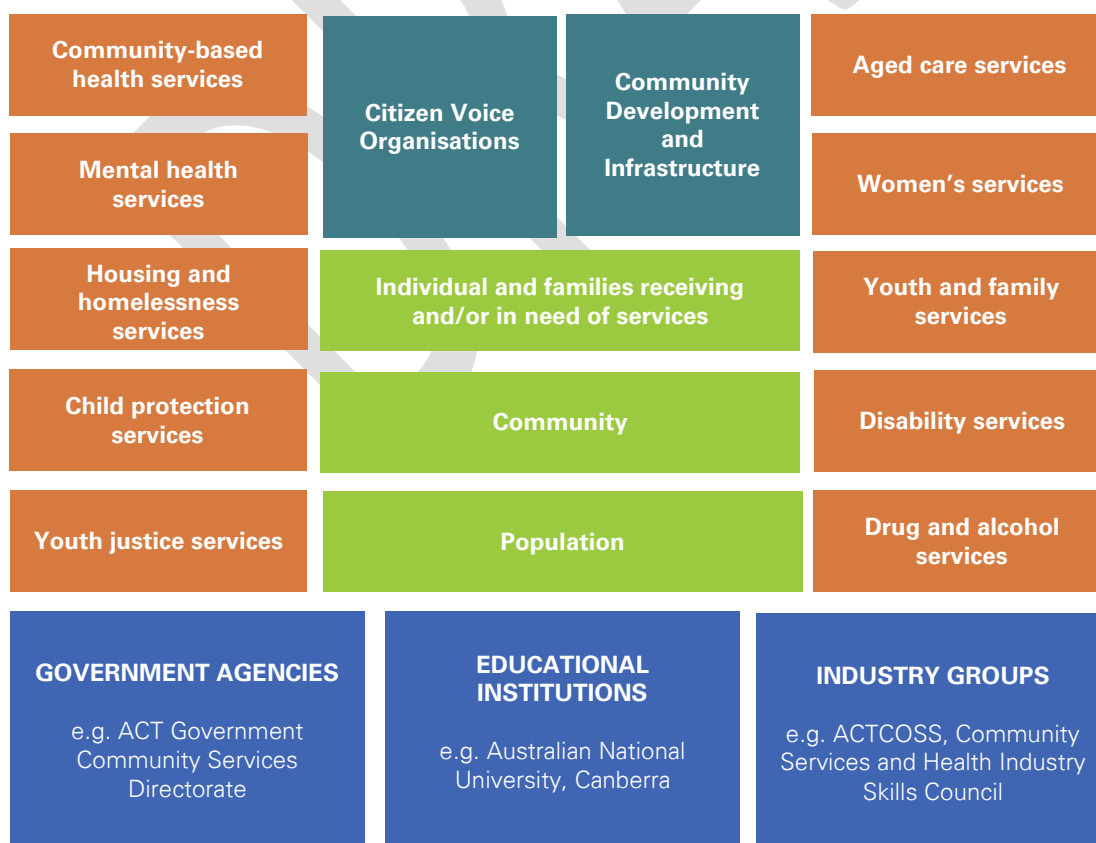 Community-based
health services
Citizen Voice
Organisations
Community
Development
and
Infrastructure
Aged care services
Mental health
services
Women's services
Housing and
homelessness
services
Individual and families receiving
and/or in need of services
Youth and family
services
Child protection
services
Community
Disability services
Youth justice services
Population
Drug and alcohol
services
GOVERNMENT AGENCIES
e.g. ACT Government
Community Services
Directorate
EDUCATIONAL
INSTITUTIONS
e.g. Australian National
University, Canberra
INDUSTRY GROUPS
e.g. ACTCOSS, Community
Services and Health Industry
Skills Council